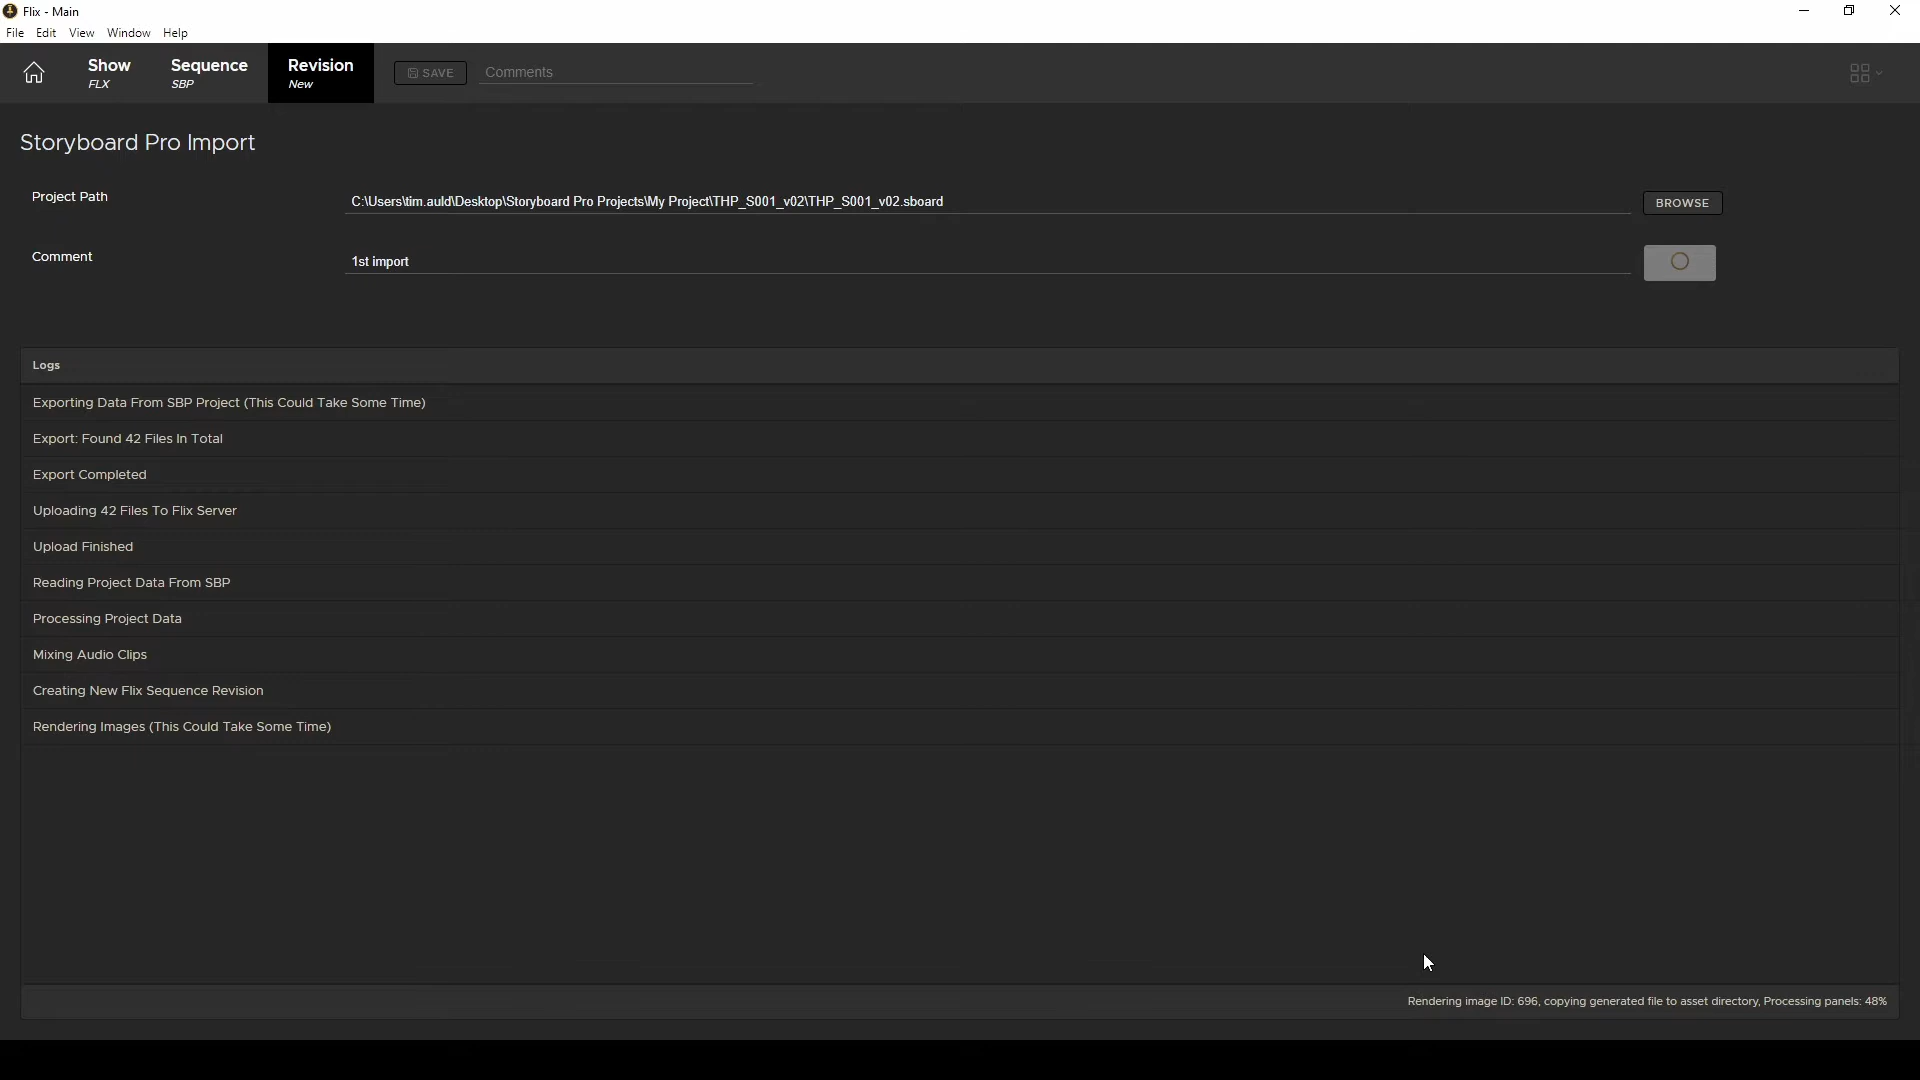 Flix - Main
File Edit View Window Help
Show Sequence Revision
FLX SBP New
SAVE Comments
Storyboard Pro Import
Project Path
C:\Users\tim.auld\Desktop\Storyboard Pro Projects\My Project\THP_S001_v02\THP_S001_v02.sboard
BROWSE
Comment
1st import
Logs
Exporting Data From SBP Project (This Could Take Some Time)
Export: Found 42 Files In Total
Export Completed
Uploading 42 Files To Flix Server
Upload Finished
Reading Project Data From SBP
Processing Project Data
Mixing Audio Clips
Creating New Flix Sequence Revision
Rendering Images (This Could Take Some Time)
Rendering image ID: 696, copying generated file to asset directory, Processing panels: 48%